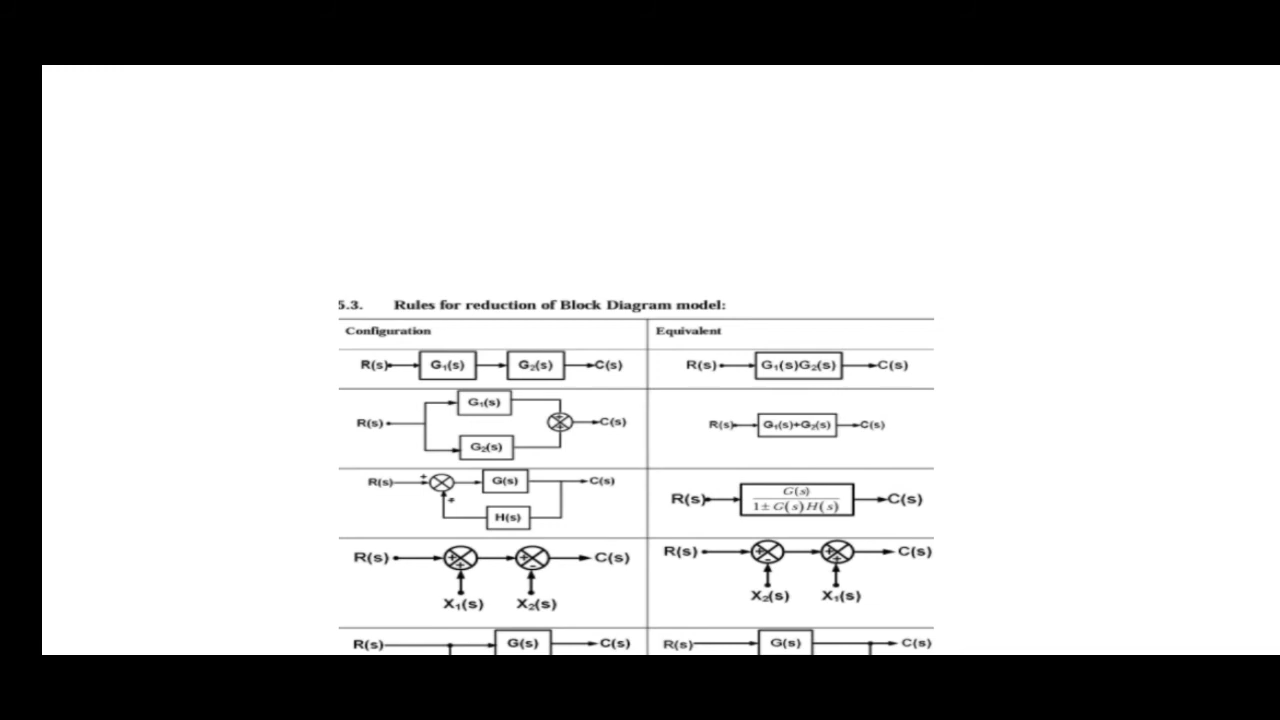 5.3. Rules for reduction of Block Diagram model:
Configuration Equivalent
R(s) G₁(s) G₂(s) C(s) R(s) G₁(s)G₂(s) C(s)
G₁(s)
R(s) C(s) R(s) G₁(s)+G₂(s) C(s)
G₂(s)
R(s) + G(s) C(s)
H(s)
R(s) G(s) C(s)
1± G(s)H(s)
R(s) + + + - C(s) R(s) + - + + C(s)
X₁(s) X₂(s) X₂(s) X₁(s)
R(s) G(s) C(s) R(s) G(s) C(s)